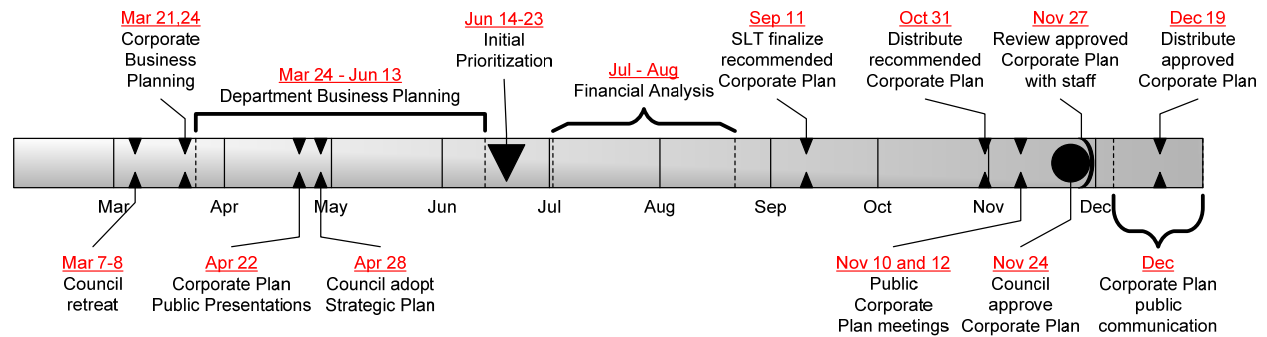 Mar 21,24
Corporate
Business
Planning
Mar 24 - Jun 13
Department Business Planning
Jun 14-23
Initial
Prioritization
Jul - Aug
Financial Analysis
Sep 11
SLT finalize
recommended
Corporate Plan
Oct 31
Distribute
recommended
Corporate Plan
Nov 27
Review approved
Corporate Plan
with staff
Dec 19
Distribute
approved
Corporate Plan
Mar
Apr
May
Jun
Jul
Aug
Sep
Oct
Nov
Dec
Mar 7-8
Council
retreat
Apr 22
Corporate Plan
Public Presentations
Apr 28
Council adopt
Strategic Plan
Nov 10 and 12
Public
Corporate
Plan meetings
Nov 24
Council
approve
Corporate Plan
Dec
Corporate Plan
public
communication